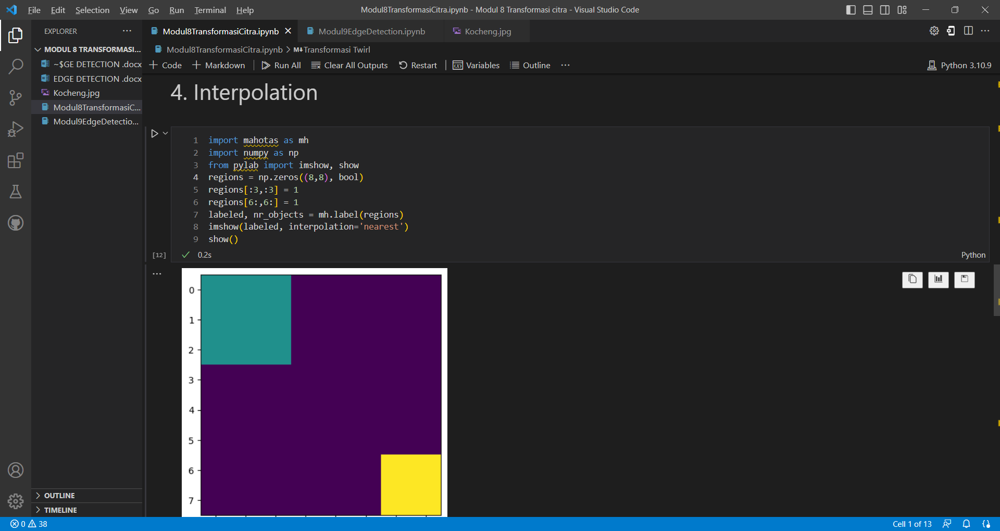 File Edit Selection View Go Run Terminal Help
Modul8TransformasiCitra.ipynb - Modul 8 Transformasi citra - Visual Studio Code
EXPLORER
MODUL 8 TRANSFORMASI...
~$GE DETECTION .docx
EDGE DETECTION .docx
Kocheng.jpg
Modul8TransformasiC...
Modul9EdgeDetectio...
OUTLINE
TIMELINE
Modul8TransformasiCitra.ipynb
Modul9EdgeDetection.ipynb
Kocheng.jpg
Modul8TransformasiCitra.ipynb > M↓Transformasi Twirl
+ Code + Markdown | Run All Clear All Outputs Restart | Variables Outline ...
Python 3.10.9
4. Interpolation
1 import mahotas as mh
2 import numpy as np
3 from pylab import imshow, show
4 regions = np.zeros((8,8), bool)
5 regions[:3,:3] = 1
6 regions[6:,6:] = 1
7 labeled, nr_objects = mh.label(regions)
8 imshow(labeled, interpolation='nearest')
9 show()
[12] ✓ 0.2s
Python
0
1
2
3
4
5
6
7
0 38
Cell 1 of 13